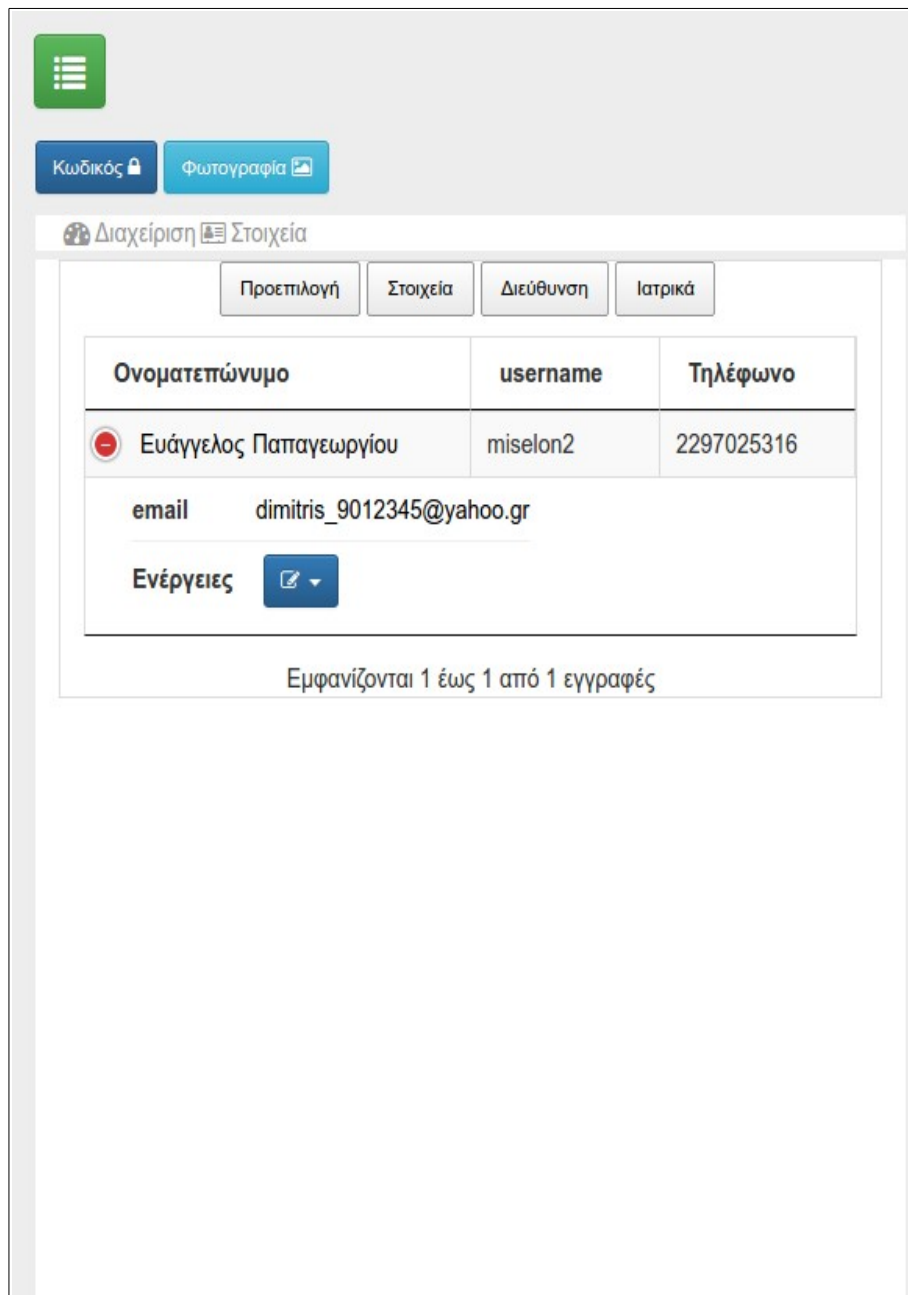 Κωδικός Φωτογραφία
Διαχείριση Στοιχεία
Προεπιλογή Στοιχεία Διεύθυνση Ιατρικά
Ονοματεπώνυμο username Τηλέφωνο
Ευάγγελος Παπαγεωργίου miselon2 2297025316
email dimitris_9012345@yahoo.gr
Ενέργειες
Εμφανίζονται 1 έως 1 από 1 εγγραφές